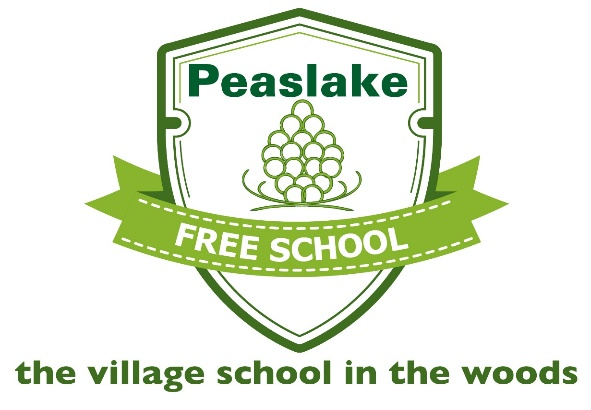 Peaslake
FREE SCHOOL
the village school in the woods